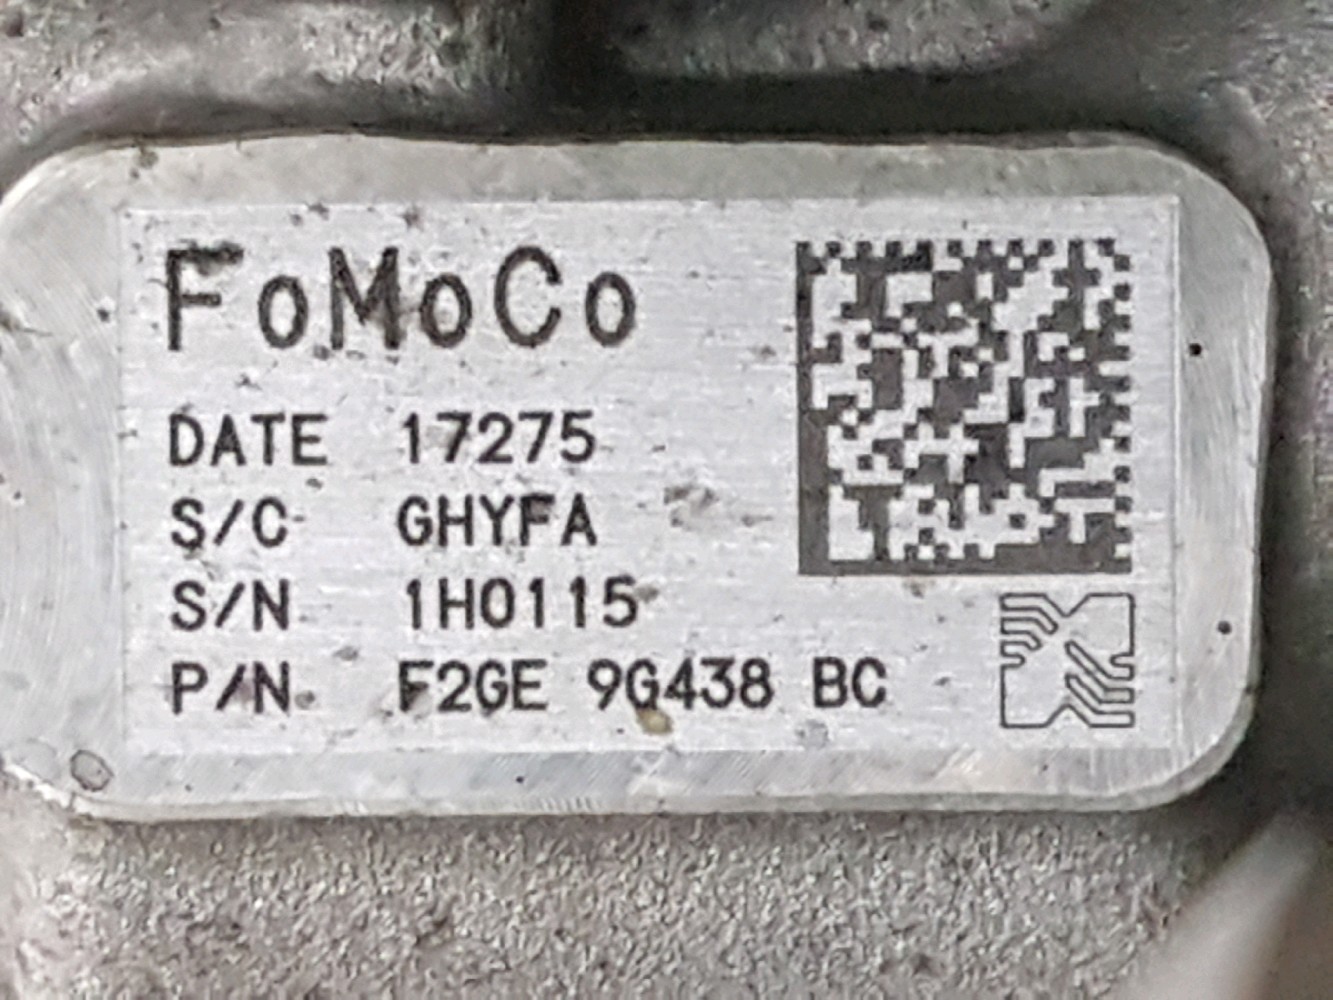 FoMoCo
DATE 17275
S/C GHYFA
S/N 1H0115
P/N F2GE 9G438 BC